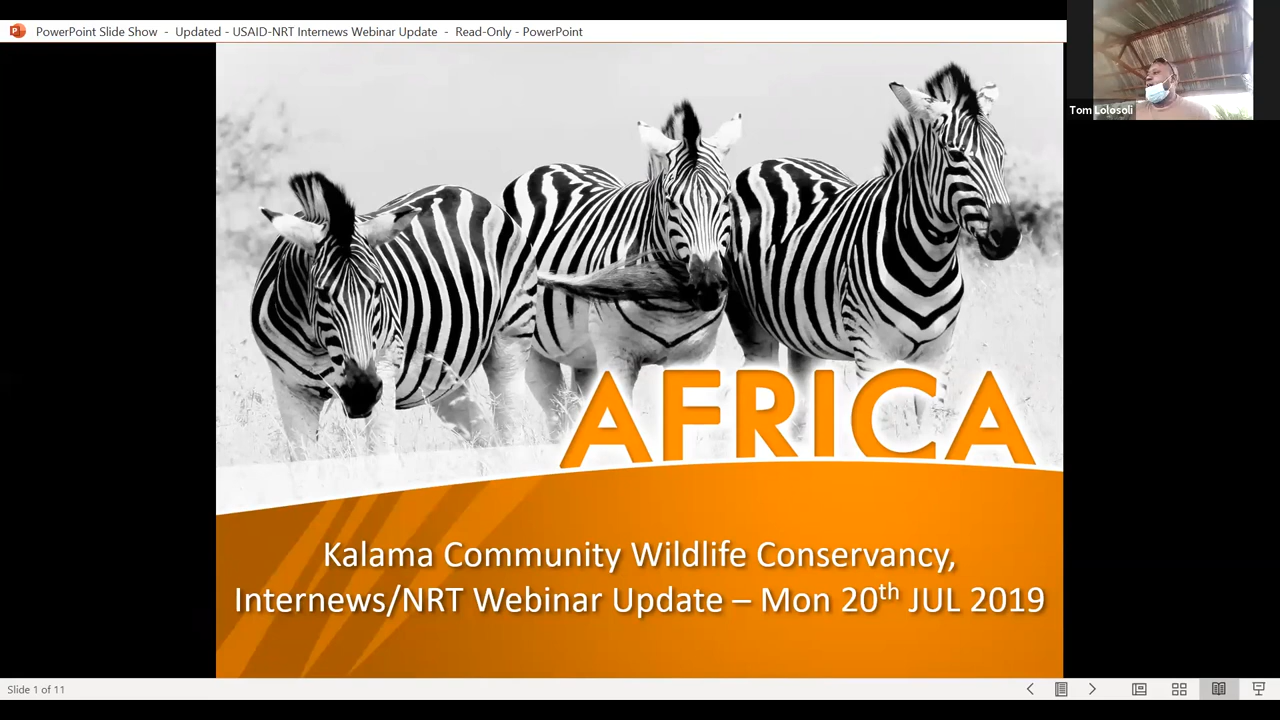 PowerPoint Slide Show - Updated - USAID-NRT Internews Webinar Update - Read-Only - PowerPoint
Tom Lolosoli
AFRICA
Kalama Community Wildlife Conservancy,
Internews/NRT Webinar Update – Mon 20th JUL 2019
Slide 1 of 11